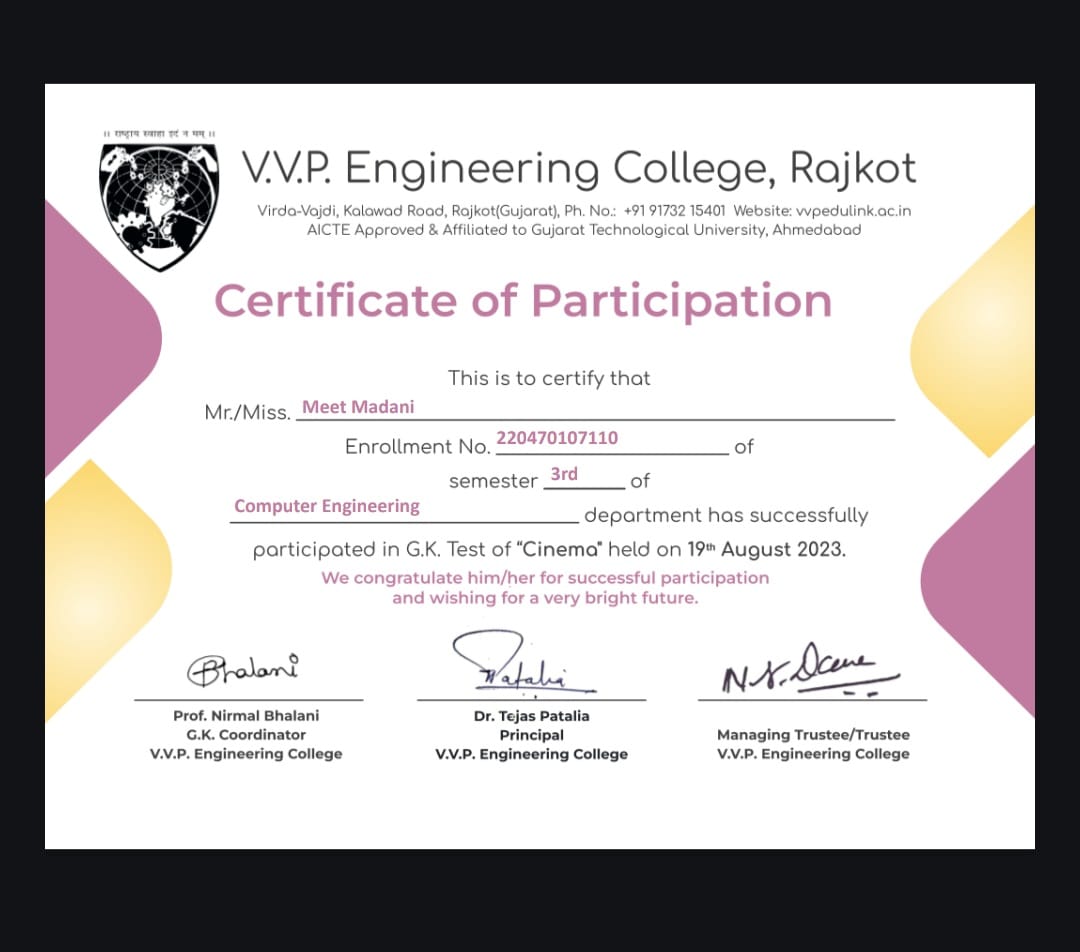 ।। राष्ट्राय स्वाहा इदं न मम् ।।
V.V.P. Engineering College, Rajkot
Virda-Vajdi, Kalawad Road, Rajkot(Gujarat), Ph. No.: +91 91732 15401 Website: vvpedulink.ac.in
AICTE Approved & Affiliated to Gujarat Technological University, Ahmedabad
Certificate of Participation
This is to certify that
Mr./Miss. Meet Madani
Enrollment No. 220470107110 of
semester 3rd of
Computer Engineering department has successfully
participated in G.K. Test of "Cinema" held on 19th August 2023.
We congratulate him/her for successful participation
and wishing for a very bright future.
Bhalani
Patalia
Prof. Nirmal Bhalani
G.K. Coordinator
V.V.P. Engineering College
Dr. Tejas Patalia
Principal
V.V.P. Engineering College
Managing Trustee/Trustee
V.V.P. Engineering College